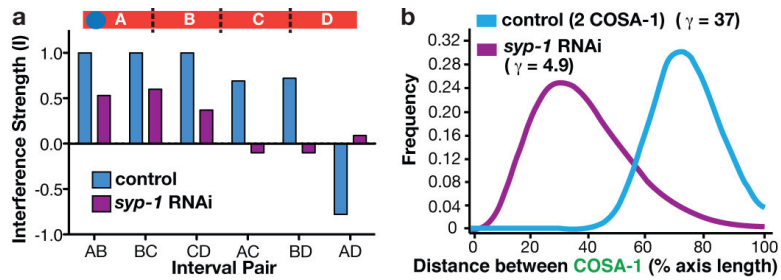 a
A B C D
Interference Strength (I)
1.0
0.5
0.0
-0.5
-1.0
control
syp-1 RNAi
AB BC CD AC BD AD
Interval Pair
b
control (2 COSA-1) ( γ = 37)
syp-1 RNAi
( γ = 4.9)
Frequency
0.32
0.28
0.24
0.20
0.16
0.12
0.08
0.04
0
0 20 40 60 80 100
Distance between COSA-1 (% axis length)